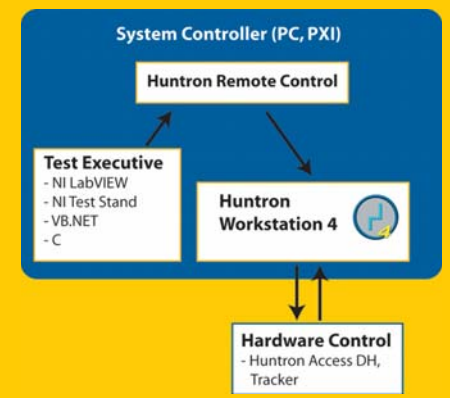 System Controller (PC, PXI)
Huntron Remote Control
Test Executive
- NI LabVIEW
- NI Test Stand
- VB.NET
- C
Huntron
Workstation 4
4
Hardware Control
- Huntron Access DH,
Tracker